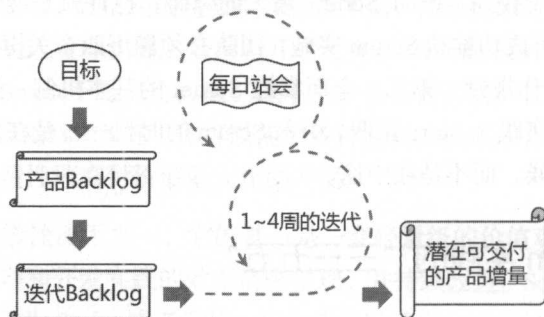 目标
每日站会
产品Backlog
1~4周的迭代
迭代Backlog
潜在可交付
的产品增量